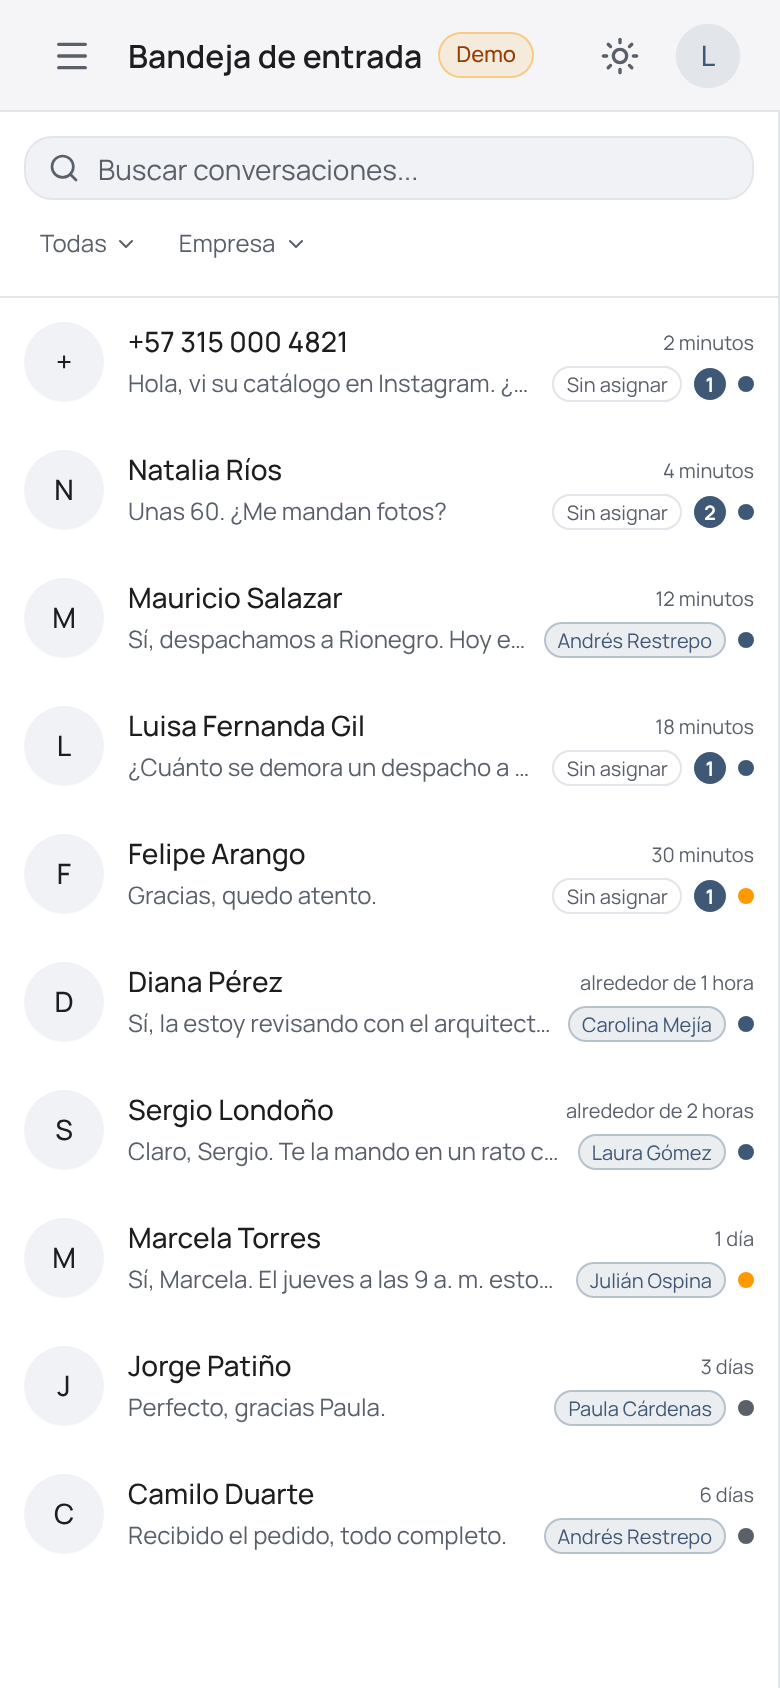 Bandeja de entrada Demo L
Buscar conversaciones...
Todas Empresa
+ +57 315 000 4821 2 minutos
Hola, vi su catálogo en Instagram. ¿... Sin asignar 1
N Natalia Ríos 4 minutos
Unas 60. ¿Me mandan fotos? Sin asignar 2
M Mauricio Salazar 12 minutos
Sí, despachamos a Rionegro. Hoy e... Andrés Restrepo
L Luisa Fernanda Gil 18 minutos
¿Cuánto se demora un despacho a ... Sin asignar 1
F Felipe Arango 30 minutos
Gracias, quedo atento. Sin asignar 1
D Diana Pérez alrededor de 1 hora
Sí, la estoy revisando con el arquitect... Carolina Mejía
S Sergio Londoño alrededor de 2 horas
Claro, Sergio. Te la mando en un rato c... Laura Gómez
M Marcela Torres 1 día
Sí, Marcela. El jueves a las 9 a. m. esto... Julián Ospina
J Jorge Patiño 3 días
Perfecto, gracias Paula. Paula Cárdenas
C Camilo Duarte 6 días
Recibido el pedido, todo completo. Andrés Restrepo